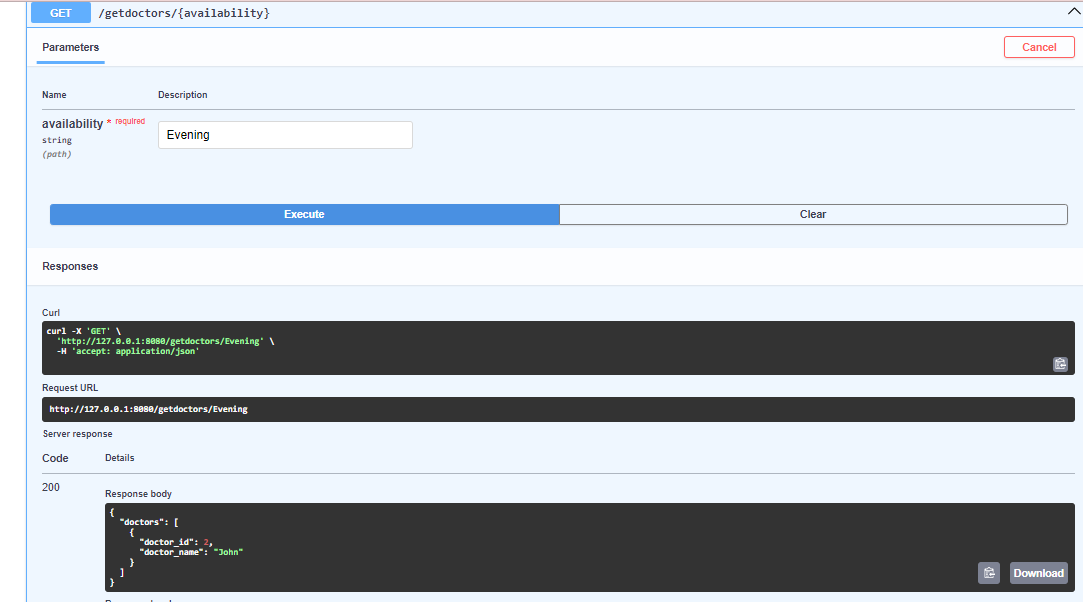 GET /getdoctors/{availability}
Parameters
Cancel
Name Description
availability * required
string
(path)
Evening
Execute Clear
Responses
Curl
curl -X 'GET' \
'http://127.0.0.1:8080/getdoctors/Evening' \
-H 'accept: application/json'
Request URL
http://127.0.0.1:8080/getdoctors/Evening
Server response
Code Details
200
Response body
{
"doctors": [
{
"doctor_id": 2,
"doctor_name": "John"
}
]
}
Download